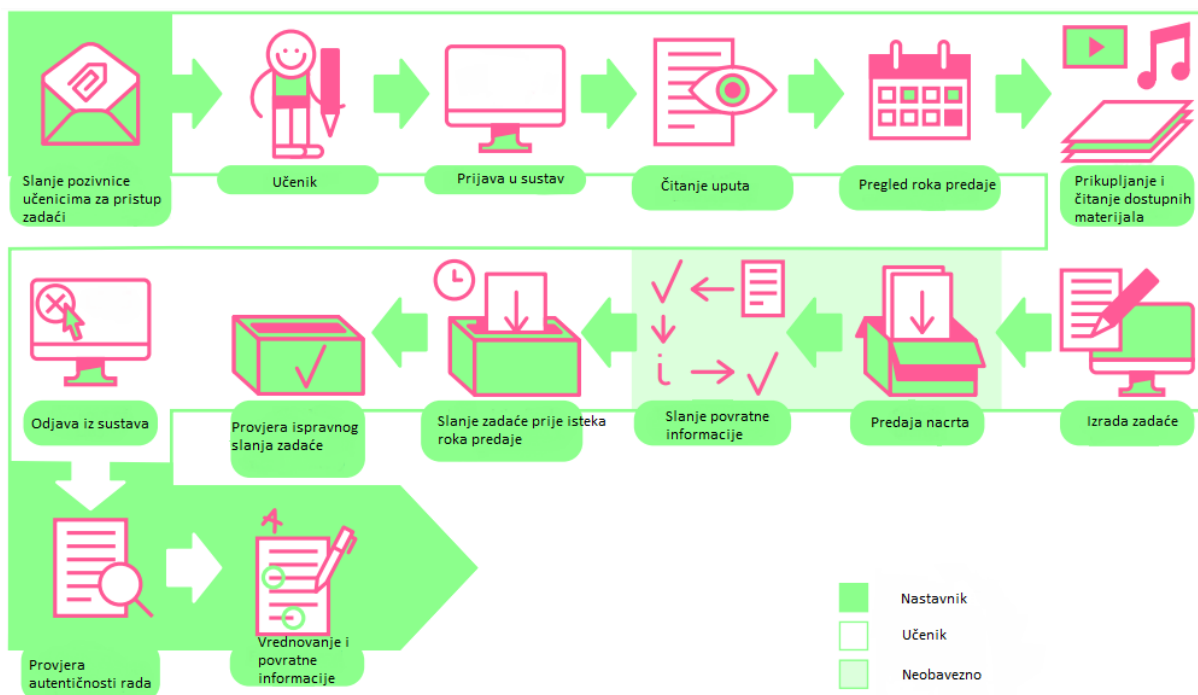 Slanje pozivnice
učenicima za pristup
zadaći
Učenik
Prijava u sustav
Čitanje uputa
Pregled roka predaje
Prikupljanje i
čitanje dostupnih
materijala
Odjava iz sustava
Provjera ispravnog
slanja zadaće
Slanje zadaće prije isteka
roka predaje
Slanje povratne
informacije
Predaja nacrta
Izrada zadaće
i
A
Provjera
autentičnosti rada
Vrednovanje i
povratne
informacije
Nastavnik
Učenik
Neobavezno